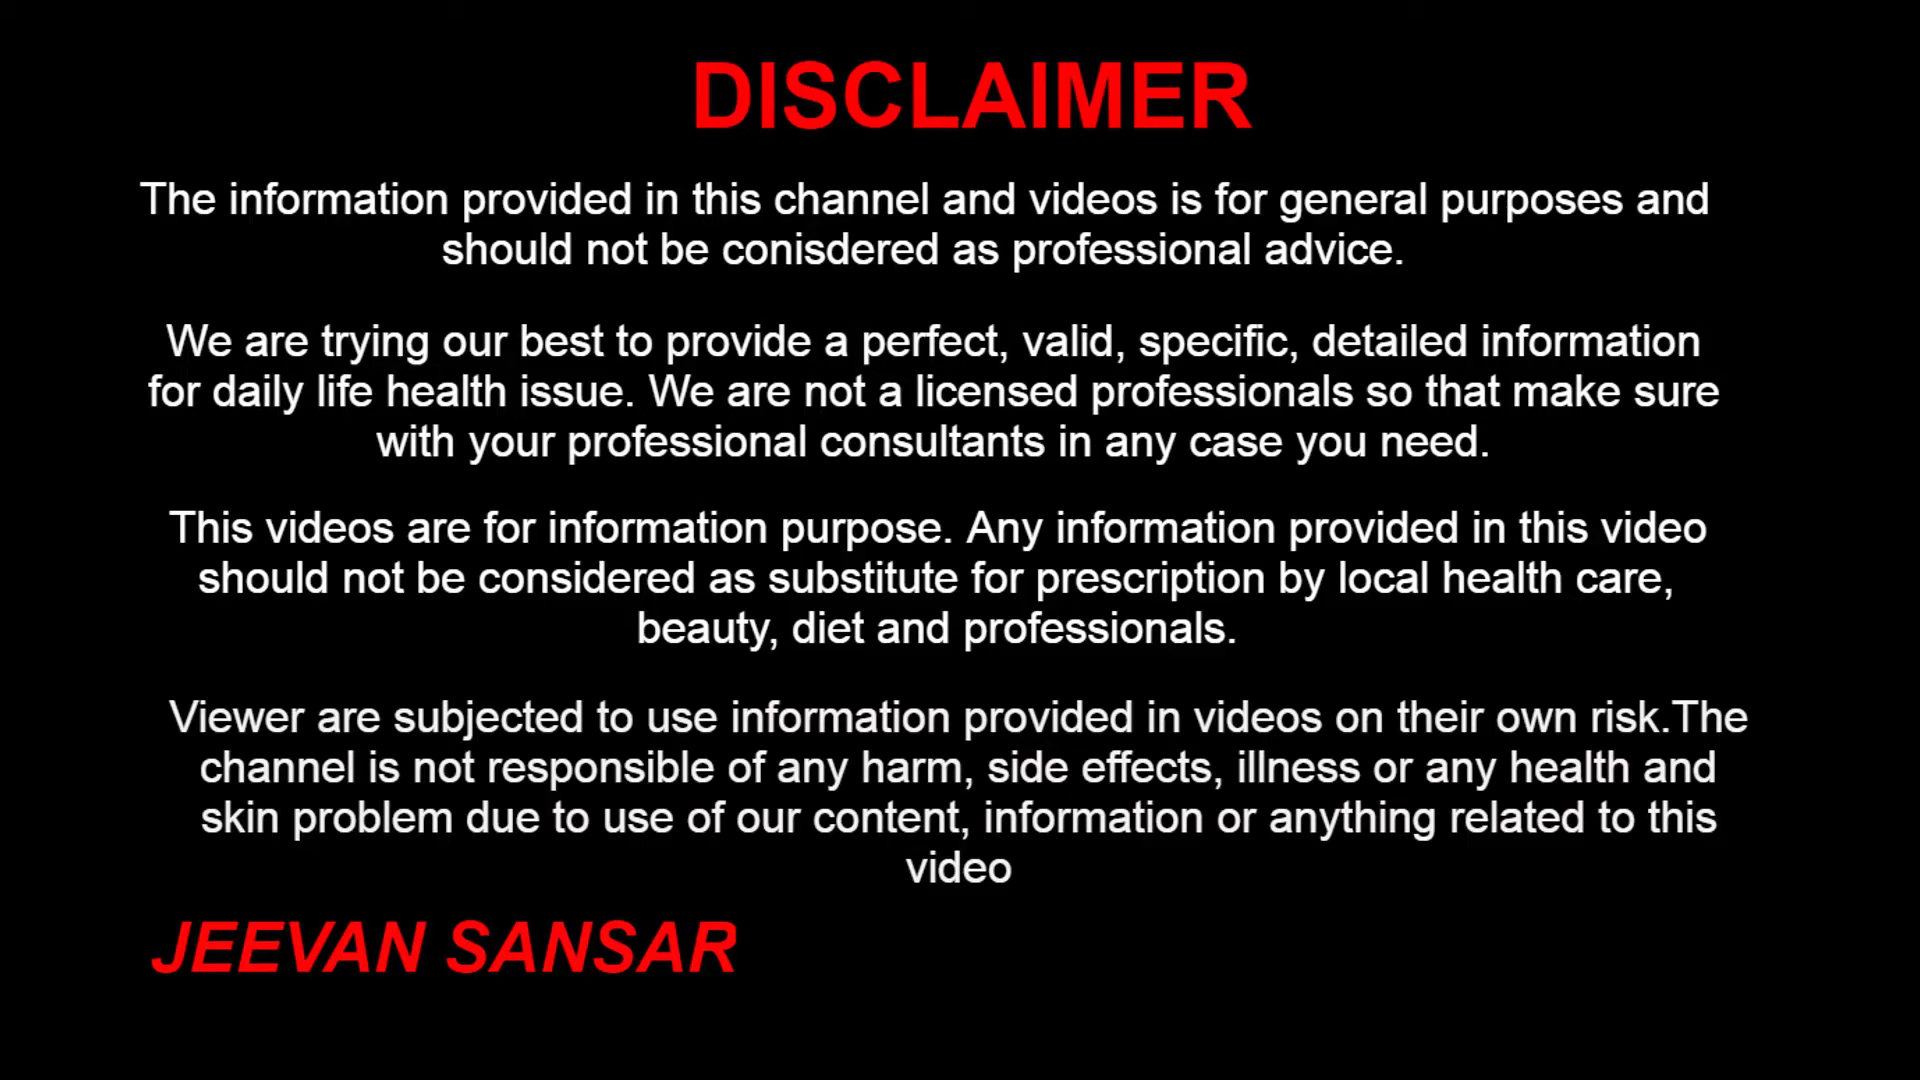 DISCLAIMER
The information provided in this channel and videos is for general purposes and
should not be conisdered as professional advice.
We are trying our best to provide a perfect, valid, specific, detailed information
for daily life health issue. We are not a licensed professionals so that make sure
with your professional consultants in any case you need.
This videos are for information purpose. Any information provided in this video
should not be considered as substitute for prescription by local health care,
beauty, diet and professionals.
Viewer are subjected to use information provided in videos on their own risk.The
channel is not responsible of any harm, side effects, illness or any health and
skin problem due to use of our content, information or anything related to this
video
JEEVAN SANSAR